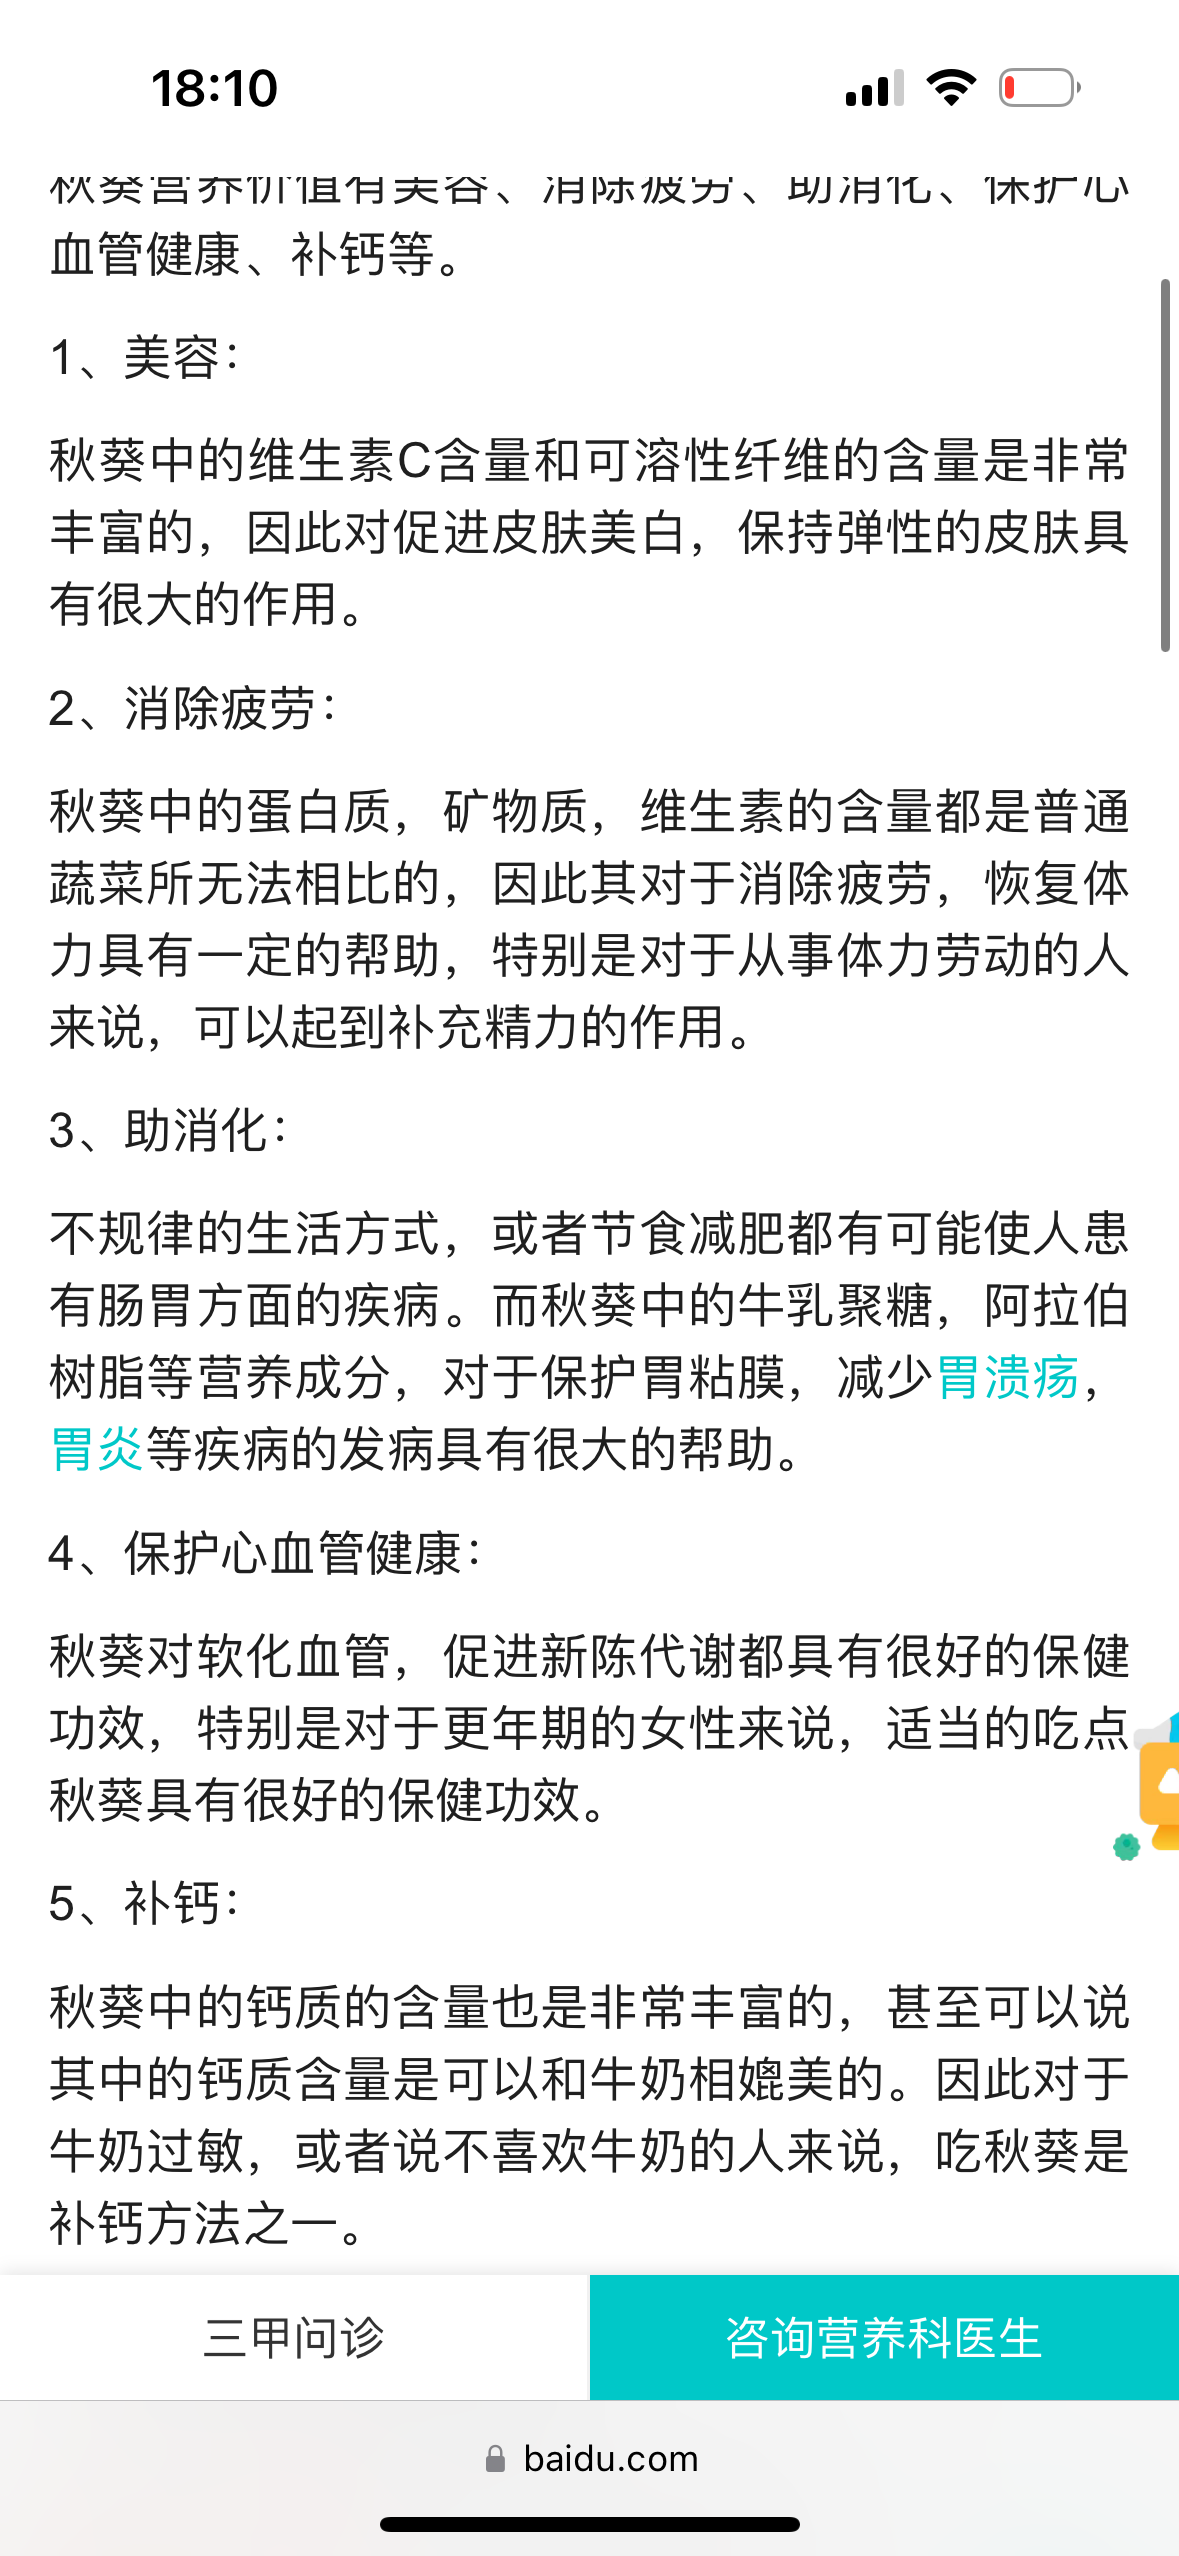 18:10
秋葵营养价值有美容、消除疲劳、助消化、保护心
血管健康、补钙等。
1、美容：
秋葵中的维生素C含量和可溶性纤维的含量是非常
丰富的，因此对促进皮肤美白，保持弹性的皮肤具
有很大的作用。
2、消除疲劳：
秋葵中的蛋白质，矿物质，维生素的含量都是普通
蔬菜所无法相比的，因此其对于消除疲劳，恢复体
力具有一定的帮助，特别是对于从事体力劳动的人
来说，可以起到补充精力的作用。
3、助消化：
不规律的生活方式，或者节食减肥都有可能使人患
有肠胃方面的疾病。而秋葵中的牛乳聚糖，阿拉伯
树脂等营养成分，对于保护胃粘膜，减少胃溃疡，
胃炎等疾病的发病具有很大的帮助。
4、保护心血管健康：
秋葵对软化血管，促进新陈代谢都具有很好的保健
功效，特别是对于更年期的女性来说，适当的吃点
秋葵具有很好的保健功效。
5、补钙：
秋葵中的钙质的含量也是非常丰富的，甚至可以说
其中的钙质含量是可以和牛奶相媲美的。因此对于
牛奶过敏，或者说不喜欢牛奶的人来说，吃秋葵是
补钙方法之一。
三甲问诊
咨询营养科医生
baidu.com